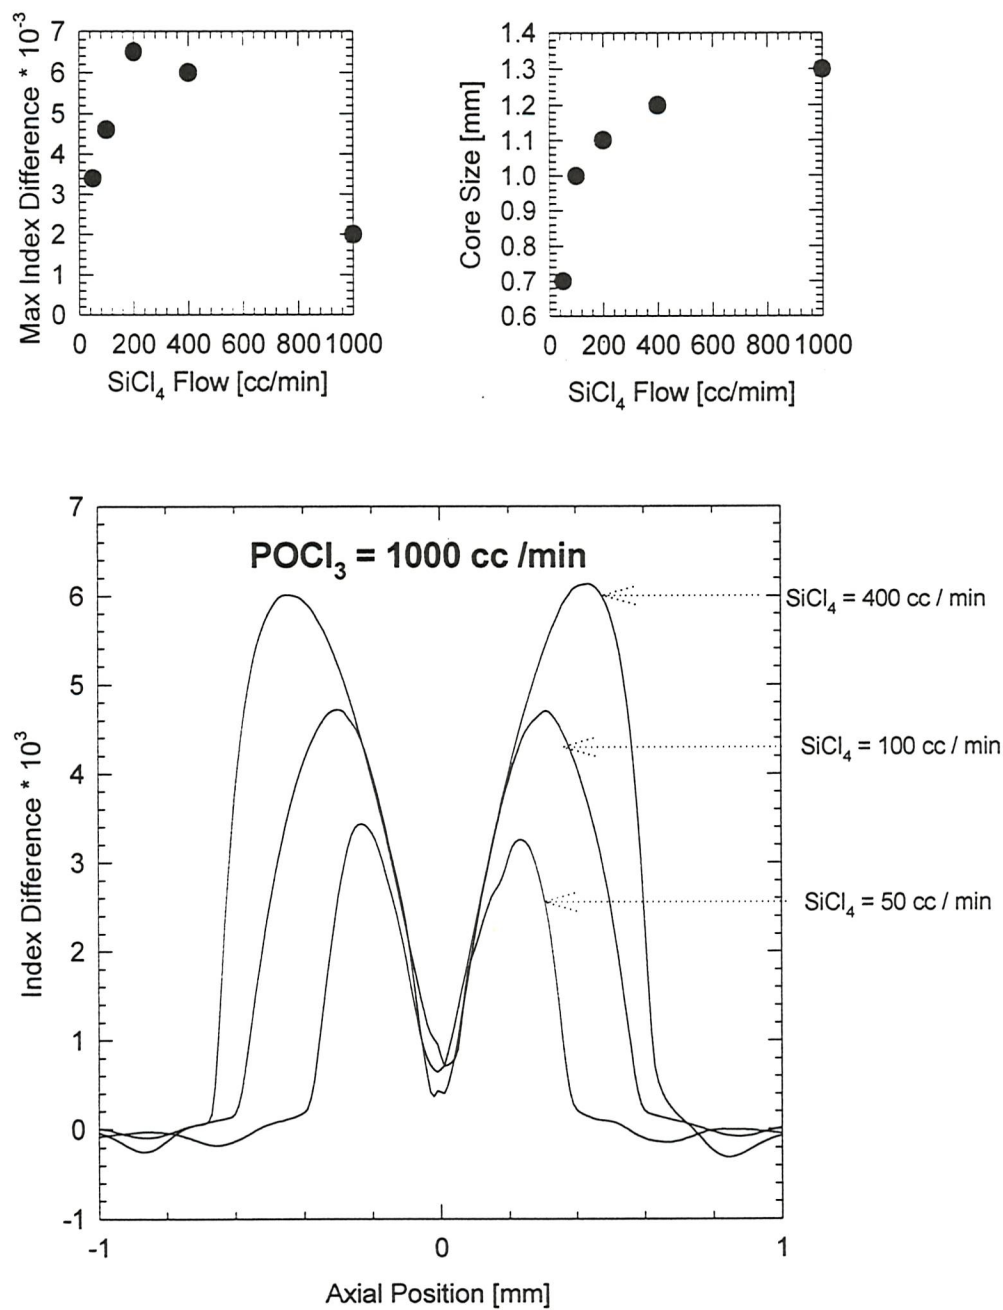 Max Index Difference * 10-3
7
6
5
4
3
2
1
0
0 200 400 600 800 1000
SiCl4 Flow [cc/min]
Core Size [mm]
1.4
1.3
1.2
1.1
1.0
0.9
0.8
0.7
0.6
0 200 400 600 800 1000
SiCl4 Flow [cc/mim]
Index Difference * 103
7
6
5
4
3
2
1
0
-1
POCl3 = 1000 cc /min
SiCl4 = 400 cc / min
SiCl4 = 100 cc / min
SiCl4 = 50 cc / min
-1 0 1
Axial Position [mm]